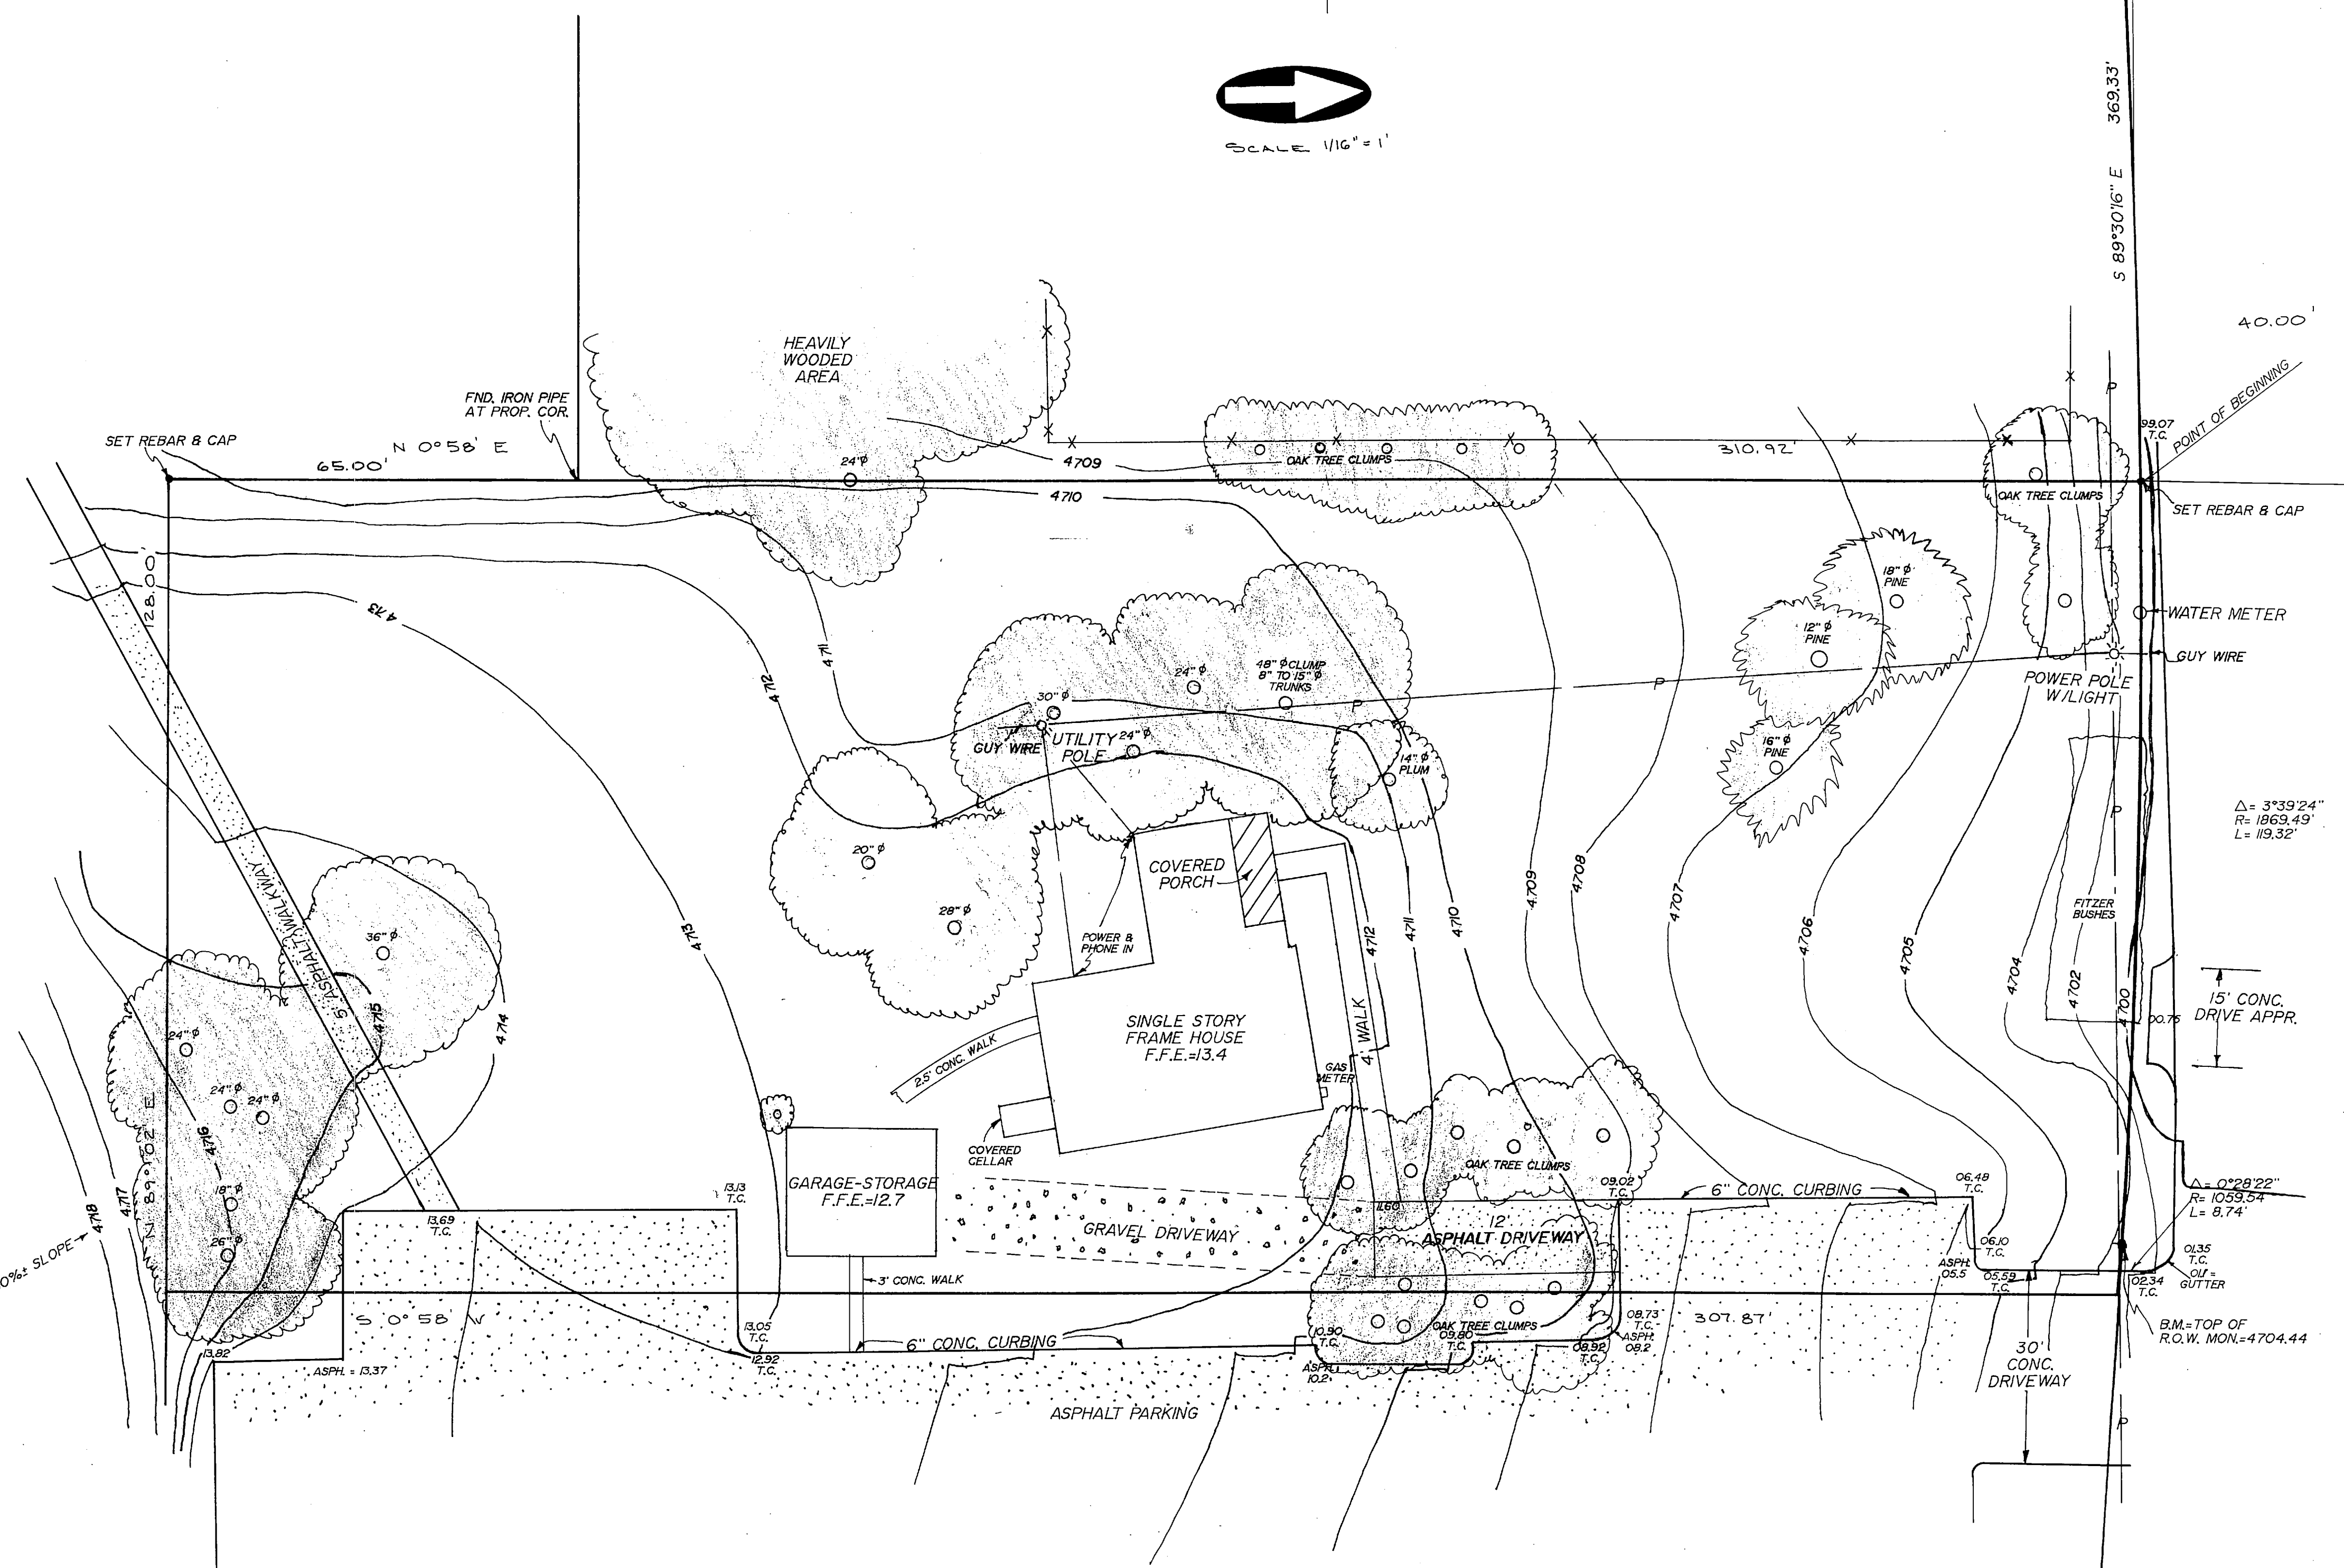 SCALE 1/16" = 1'
369.33'
S 89°30'16" E
40.00'
POINT OF BEGINNING
99.07
T.C.
HEAVILY
WOODED
AREA
FND. IRON PIPE
AT PROP. COR.
SET REBAR & CAP
N 0°58' E
65.00'
24"ø
4709
4710
OAK TREE CLUMPS
310.92'
OAK TREE CLUMPS
SET REBAR & CAP
128.00'
4713
4711
4712
18" ø
PINE
12" ø
PINE
WATER METER
GUY WIRE
POWER POLE
W/LIGHT
48" ø CLUMP
8" TO 15" ø
TRUNKS
24" ø
30" ø
P
P
P
GUY WIRE
UTILITY
POLE
24" ø
14" ø
PLUM
16" ø
PINE
P
Δ= 3°39'24"
R= 1869.49'
L= 119.32'
20" ø
28" ø
COVERED
PORCH
POWER &
PHONE IN
5' ASPHALT WALKWAY
36" ø
4713
4712
4711
4710
4709
4708
4707
4706
4705
4704
4702
4700
FITZER
BUSHES
00.75
15' CONC.
DRIVE APPR.
4715
4714
24" ø
24" ø
24" ø
4716
18" ø
26" ø
4717
4718
N 89°02' E
SINGLE STORY
FRAME HOUSE
F.F.E.=13.4
4' WALK
2.5' CONC. WALK
GAS
METER
COVERED
CELLAR
GARAGE-STORAGE
F.F.E.=12.7
13.13
T.C.
13.69
T.C.
GRAVEL DRIVEWAY
OAK TREE CLUMPS
11.60
12'
ASPHALT DRIVEWAY
09.02
T.C.
6" CONC. CURBING
06.48
T.C.
Δ= 0°28'22"
R= 1059.54'
L= 8.74'
06.10
T.C.
ASPH.
05.5
05.59
T.C.
01.35
T.C.
GUTTER
02.34
T.C.
3' CONC. WALK
S 0°58' W
13.05
T.C.
12.92
T.C.
6" CONC. CURBING
10.90
T.C.
ASPH.
10.2
OAK TREE CLUMPS
09.80
T.C.
08.92
T.C.
08.73
T.C.
ASPH.
08.2
307.87'
B.M.=TOP OF
R.O.W. MON.=4704.44
13.82
ASPH. = 13.37
0%± SLOPE
ASPHALT PARKING
30'
CONC.
DRIVEWAY
P